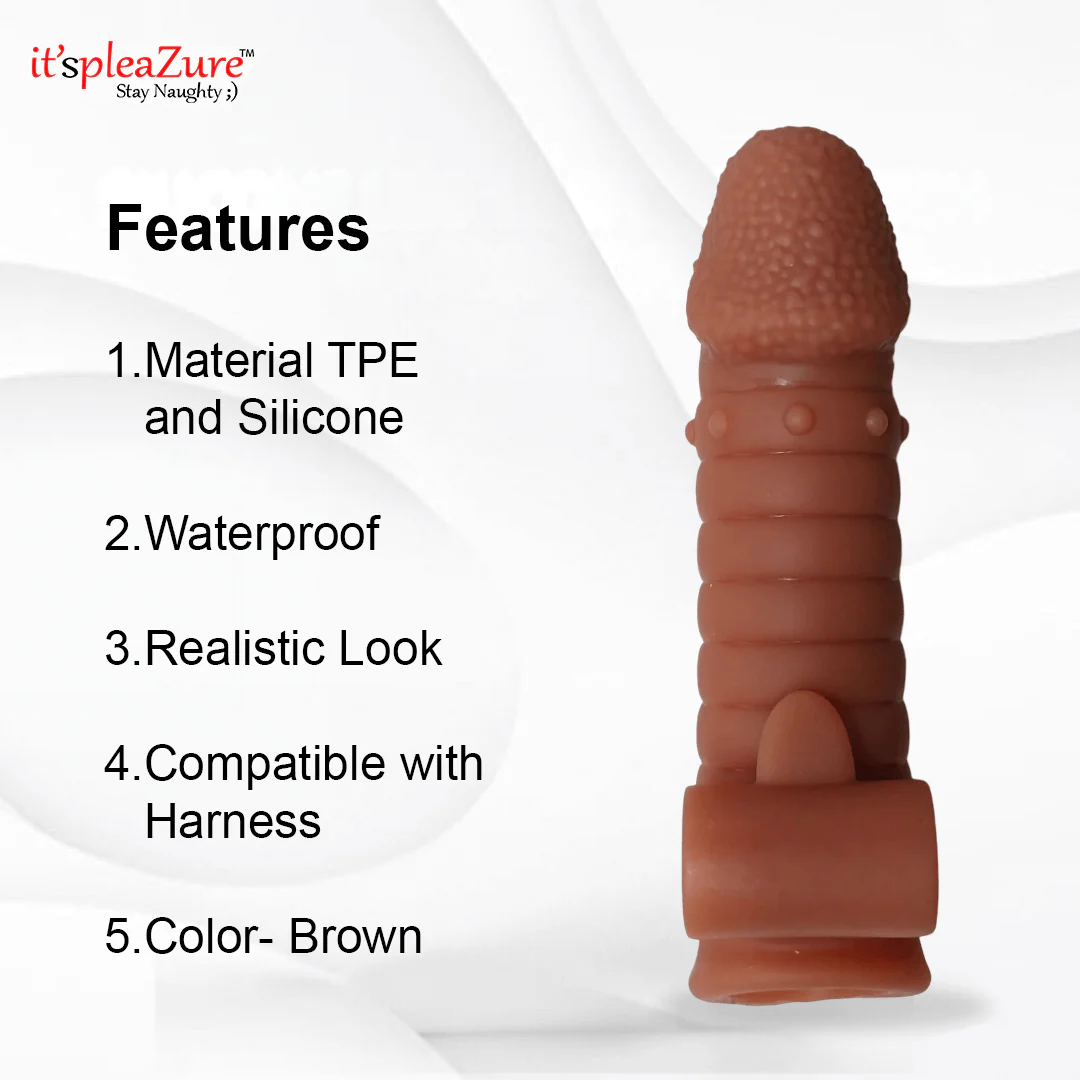 it'spleaZure™
Stay Naughty ;)
Features
1.Material TPE
and Silicone
2.Waterproof
3.Realistic Look
4.Compatible with
Harness
5.Color- Brown